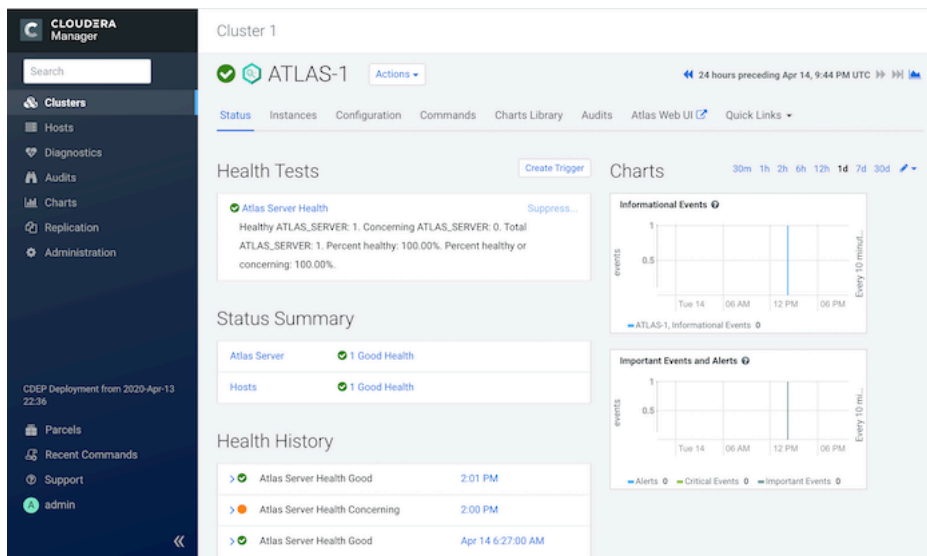 CLOUDERA
Manager
Search
Clusters
Hosts
Diagnostics
Audits
Charts
Replication
Administration
CDEP Deployment from 2020-Apr-13
22:36
Parcels
Recent Commands
Support
A admin
Cluster 1
ATLAS-1 Actions
24 hours preceding Apr 14, 9:44 PM UTC
Status Instances Configuration Commands Charts Library Audits Atlas Web UI Quick Links
Health Tests Create Trigger
Atlas Server Health Suppress...
Healthy ATLAS_SERVER: 1. Concerning ATLAS_SERVER: 0. Total
ATLAS_SERVER: 1. Percent healthy: 100.00%. Percent healthy or
concerning: 100.00%.
Status Summary
Atlas Server 1 Good Health
Hosts 1 Good Health
Health History
Atlas Server Health Good 2:01 PM
Atlas Server Health Concerning 2:00 PM
Atlas Server Health Good Apr 14 6:27:00 AM
Charts 30m 1h 2h 6h 12h 1d 7d 30d
Informational Events
events
1
0.5
Tue 14 06 AM 12 PM 06 PM
Every 10 minut...
ATLAS-1, Informational Events 0
Important Events and Alerts
events
1
0.5
Tue 14 06 AM 12 PM 06 PM
Every 10 mi...
Alerts 0 Critical Events 0 Important Events 0